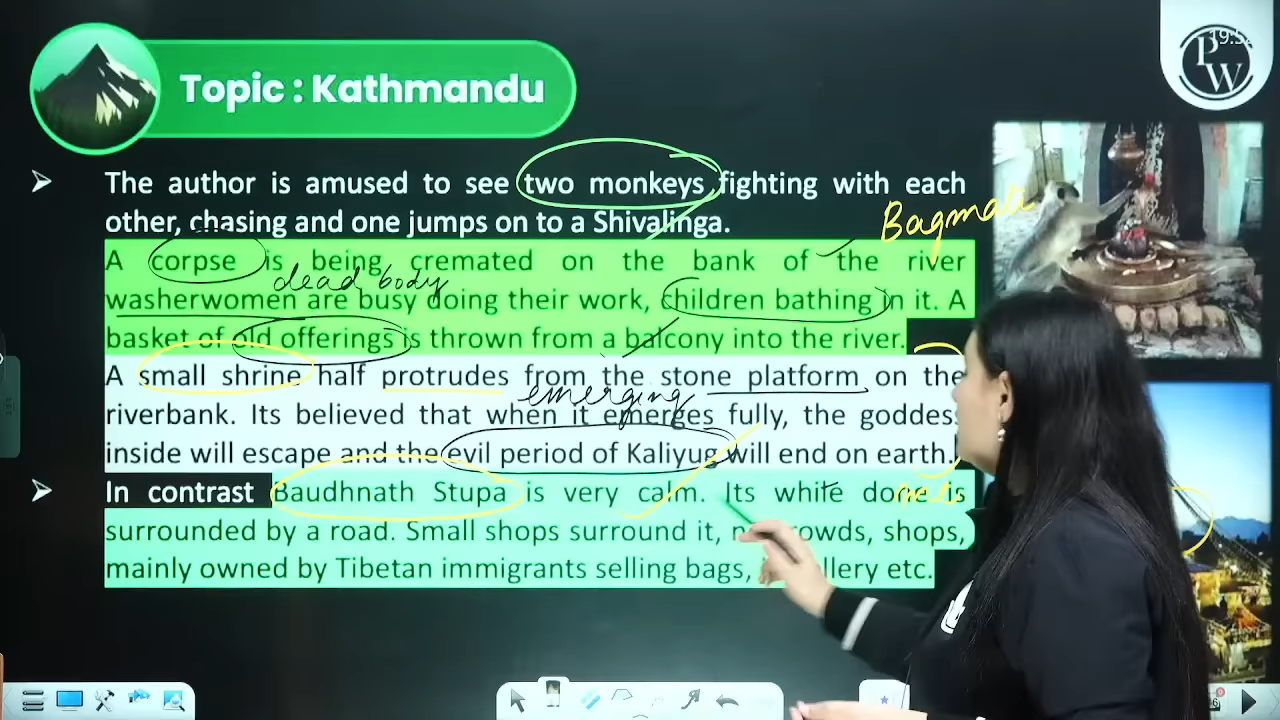 Topic : Kathmandu
PW
The author is amused to see two monkeys fighting with each
other, chasing and one jumps on to a Shivalinga.
Bagmati
A corpse is being cremated on the bank of the river
dead body
washerwomen are busy doing their work, children bathing in it. A
basket of old offerings is thrown from a balcony into the river.
A small shrine half protrudes from the stone platform on the
emerging
riverbank. Its believed that when it emerges fully, the goddess
inside will escape and the evil period of Kaliyug will end on earth.
In contrast Baudhnath Stupa is very calm. Its white
surrounded by a road. Small shops surround it, crowds, shops,
mainly owned by Tibetan immigrants selling bags, etc.